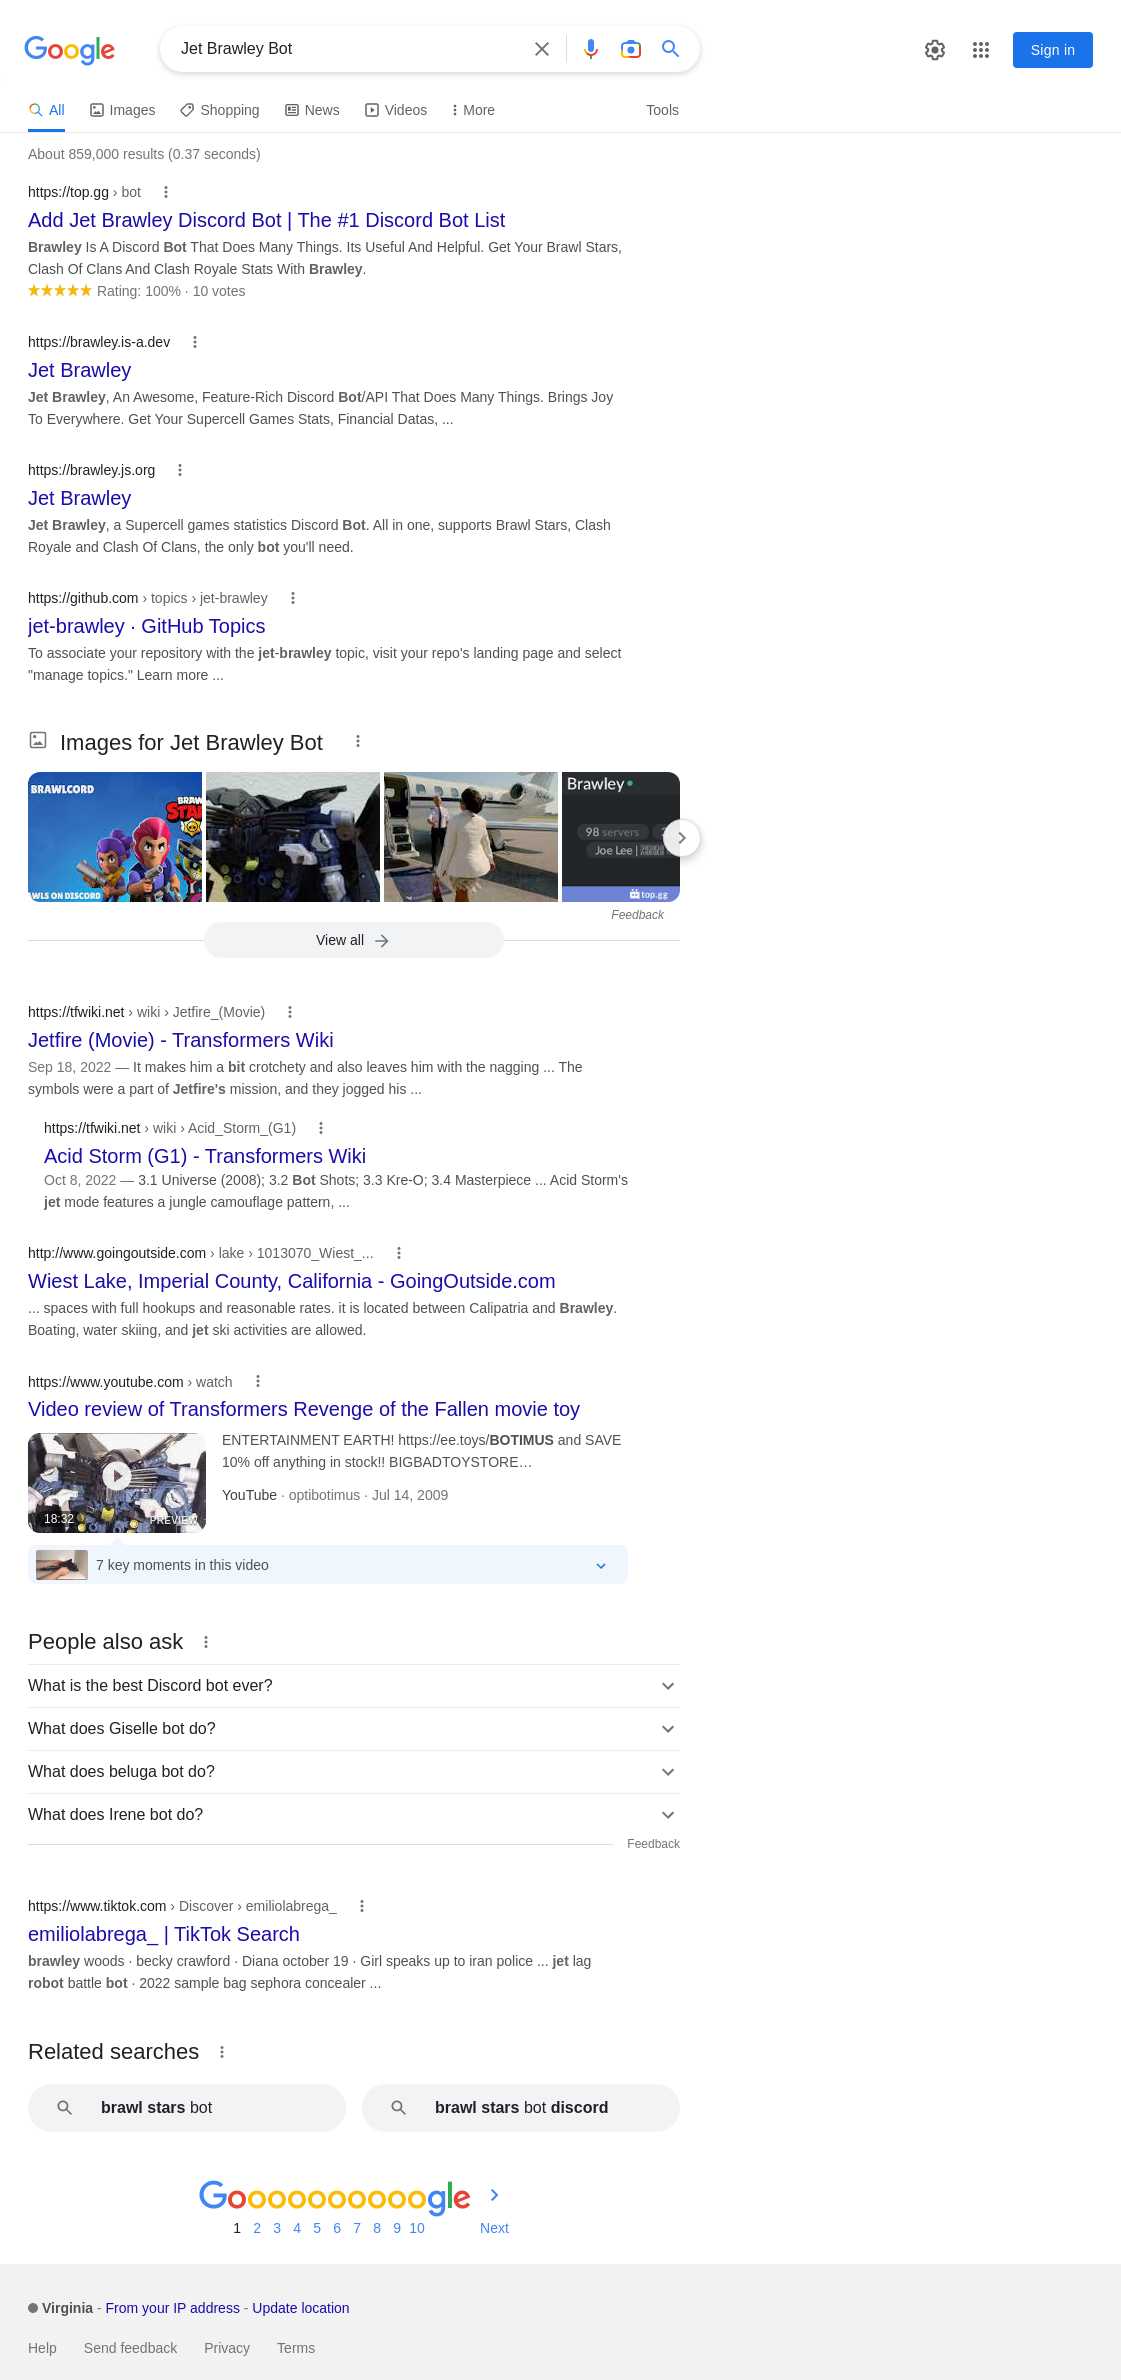 Google
Jet Brawley Bot
Sign in
All
Images
Shopping
News
Videos
More
Tools
About 859,000 results (0.37 seconds)
https://top.gg › bot
Add Jet Brawley Discord Bot | The #1 Discord Bot List
Brawley Is A Discord Bot That Does Many Things. Its Useful And Helpful. Get Your Brawl Stars,
Clash Of Clans And Clash Royale Stats With Brawley.
Rating: 100% · 10 votes
https://brawley.is-a.dev
Jet Brawley
Jet Brawley, An Awesome, Feature-Rich Discord Bot/API That Does Many Things. Brings Joy
To Everywhere. Get Your Supercell Games Stats, Financial Datas, ...
https://brawley.js.org
Jet Brawley
Jet Brawley, a Supercell games statistics Discord Bot. All in one, supports Brawl Stars, Clash
Royale and Clash Of Clans, the only bot you'll need.
https://github.com › topics › jet-brawley
jet-brawley · GitHub Topics
To associate your repository with the jet-brawley topic, visit your repo's landing page and select
"manage topics." Learn more ...
Images for Jet Brawley Bot
BRAWLCORD
BRAW
STA
AWLS ON DISCORD
Brawley
98 servers
Joe Lee |
top.gg
Feedback
View all
https://tfwiki.net › wiki › Jetfire_(Movie)
Jetfire (Movie) - Transformers Wiki
Sep 18, 2022 — It makes him a bit crotchety and also leaves him with the nagging ... The
symbols were a part of Jetfire's mission, and they jogged his ...
https://tfwiki.net › wiki › Acid_Storm_(G1)
Acid Storm (G1) - Transformers Wiki
Oct 8, 2022 — 3.1 Universe (2008); 3.2 Bot Shots; 3.3 Kre-O; 3.4 Masterpiece ... Acid Storm's
jet mode features a jungle camouflage pattern, ...
http://www.goingoutside.com › lake › 1013070_Wiest_...
Wiest Lake, Imperial County, California - GoingOutside.com
... spaces with full hookups and reasonable rates. it is located between Calipatria and Brawley.
Boating, water skiing, and jet ski activities are allowed.
https://www.youtube.com › watch
Video review of Transformers Revenge of the Fallen movie toy
ENTERTAINMENT EARTH! https://ee.toys/BOTIMUS and SAVE
10% off anything in stock!! BIGBADTOYSTORE…
YouTube · optibotimus · Jul 14, 2009
18:32
PREVIEW
7 key moments in this video
People also ask
What is the best Discord bot ever?
What does Giselle bot do?
What does beluga bot do?
What does Irene bot do?
Feedback
https://www.tiktok.com › Discover › emiliolabrega_
emiliolabrega_ | TikTok Search
brawley woods · becky crawford · Diana october 19 · Girl speaks up to iran police ... jet lag
robot battle bot · 2022 sample bag sephora concealer ...
Related searches
brawl stars bot
brawl stars bot discord
Goooooooooogle
1 2 3 4 5 6 7 8 9 10 Next
Virginia - From your IP address - Update location
Help
Send feedback
Privacy
Terms